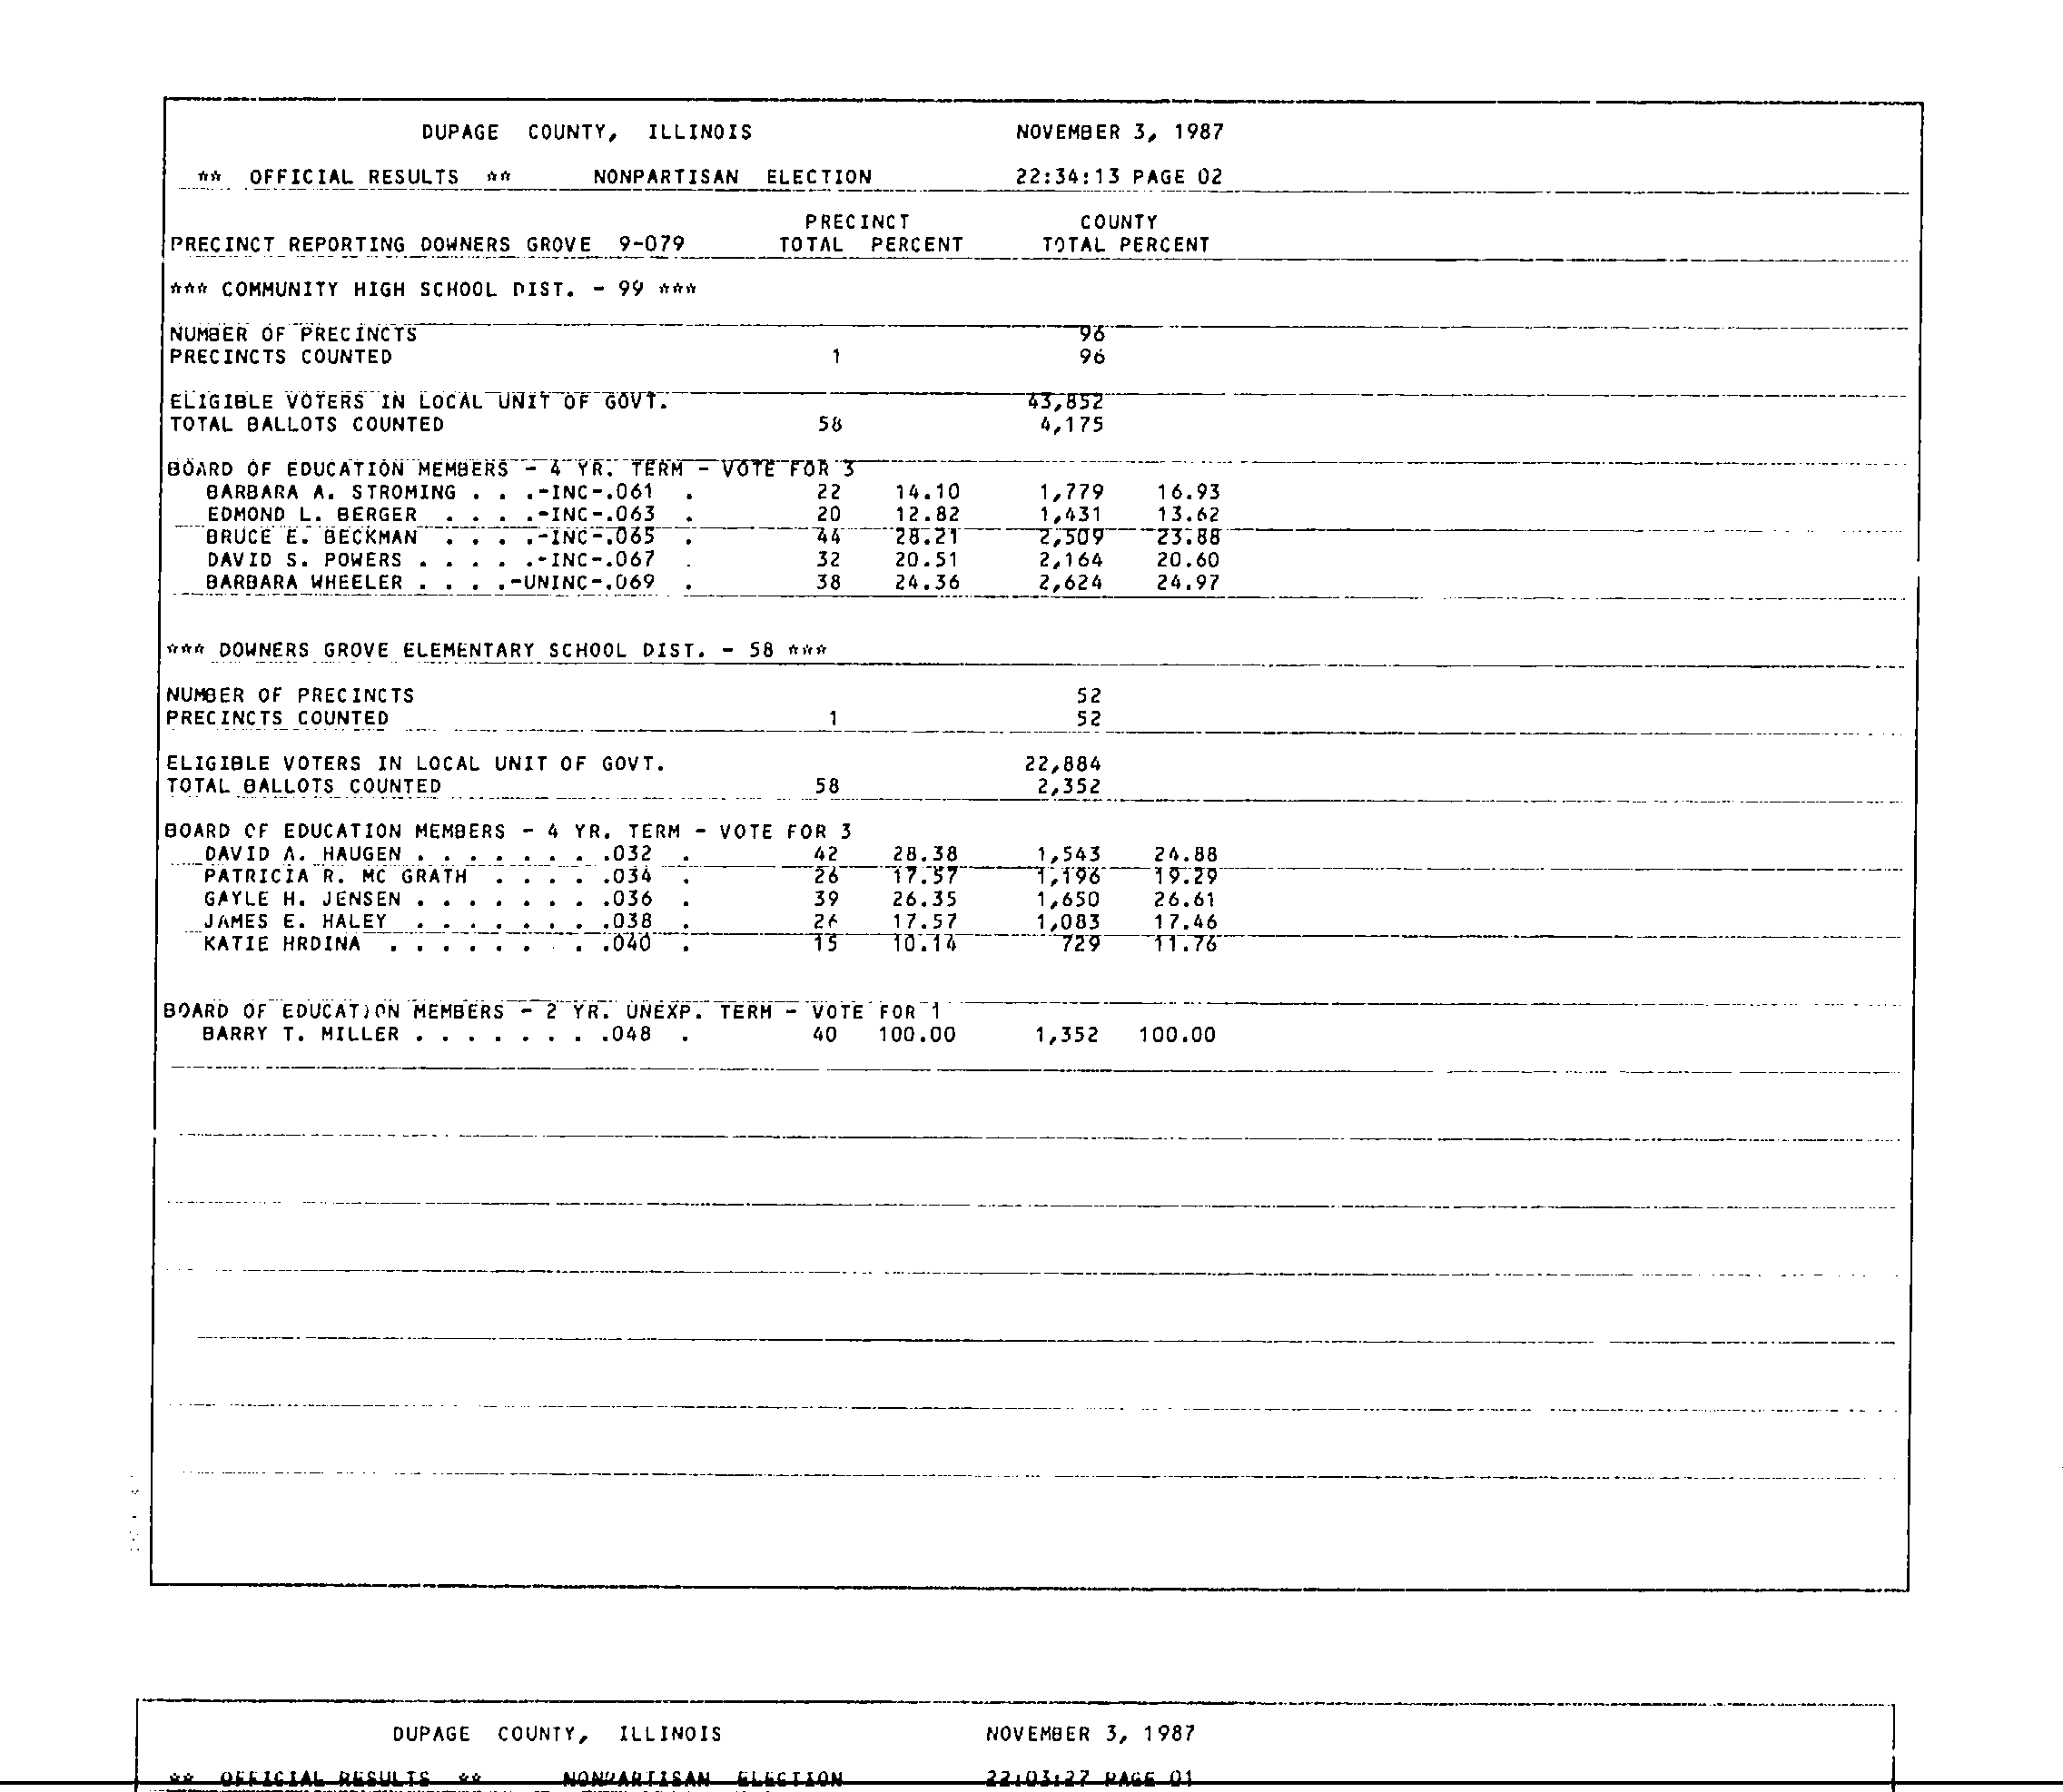 DUPAGE COUNTY, ILLINOIS NOVEMBER 3, 1987
** OFFICIAL RESULTS ** NONPARTISAN ELECTION 22:34:13 PAGE 02
PRECINCT COUNTY
PRECINCT REPORTING DOWNERS GROVE 9-079 TOTAL PERCENT TOTAL PERCENT
*** COMMUNITY HIGH SCHOOL DIST. - 99 ***
NUMBER OF PRECINCTS 96
PRECINCTS COUNTED 1 96
ELIGIBLE VOTERS IN LOCAL UNIT OF GOVT. 43,852
TOTAL BALLOTS COUNTED 58 4,175
BOARD OF EDUCATION MEMBERS - 4 YR. TERM - VOTE FOR 3
BARBARA A. STROMING . . .-INC-.061 . 22 14.10 1,779 16.93
EDMOND L. BERGER . . . .-INC-.063 . 20 12.82 1,431 13.62
BRUCE E. BECKMAN . . . .-INC-.065 . 44 28.21 2,509 23.88
DAVID S. POWERS . . . . .-INC-.067 . 32 20.51 2,164 20.60
BARBARA WHEELER . . . .-UNINC-.069 . 38 24.36 2,624 24.97
*** DOWNERS GROVE ELEMENTARY SCHOOL DIST. - 58 ***
NUMBER OF PRECINCTS 52
PRECINCTS COUNTED 1 52
ELIGIBLE VOTERS IN LOCAL UNIT OF GOVT. 22,884
TOTAL BALLOTS COUNTED 58 2,352
BOARD OF EDUCATION MEMBERS - 4 YR. TERM - VOTE FOR 3
DAVID A. HAUGEN . . . . . . . .032 . 42 28.38 1,543 24.88
PATRICIA R. MC GRATH . . . . .034 . 26 17.57 1,196 19.29
GAYLE H. JENSEN . . . . . . . .036 . 39 26.35 1,650 26.61
JAMES E. HALEY . . . . . . . .038 . 26 17.57 1,083 17.46
KATIE HRDINA . . . . . . . . .040 . 15 10.14 729 11.76
BOARD OF EDUCATION MEMBERS - 2 YR. UNEXP. TERM - VOTE FOR 1
BARRY T. MILLER . . . . . . . .048 . 40 100.00 1,352 100.00
DUPAGE COUNTY, ILLINOIS NOVEMBER 3, 1987
** OFFICIAL RESULTS ** NONPARTISAN ELECTION 22:03:27 PAGE 01